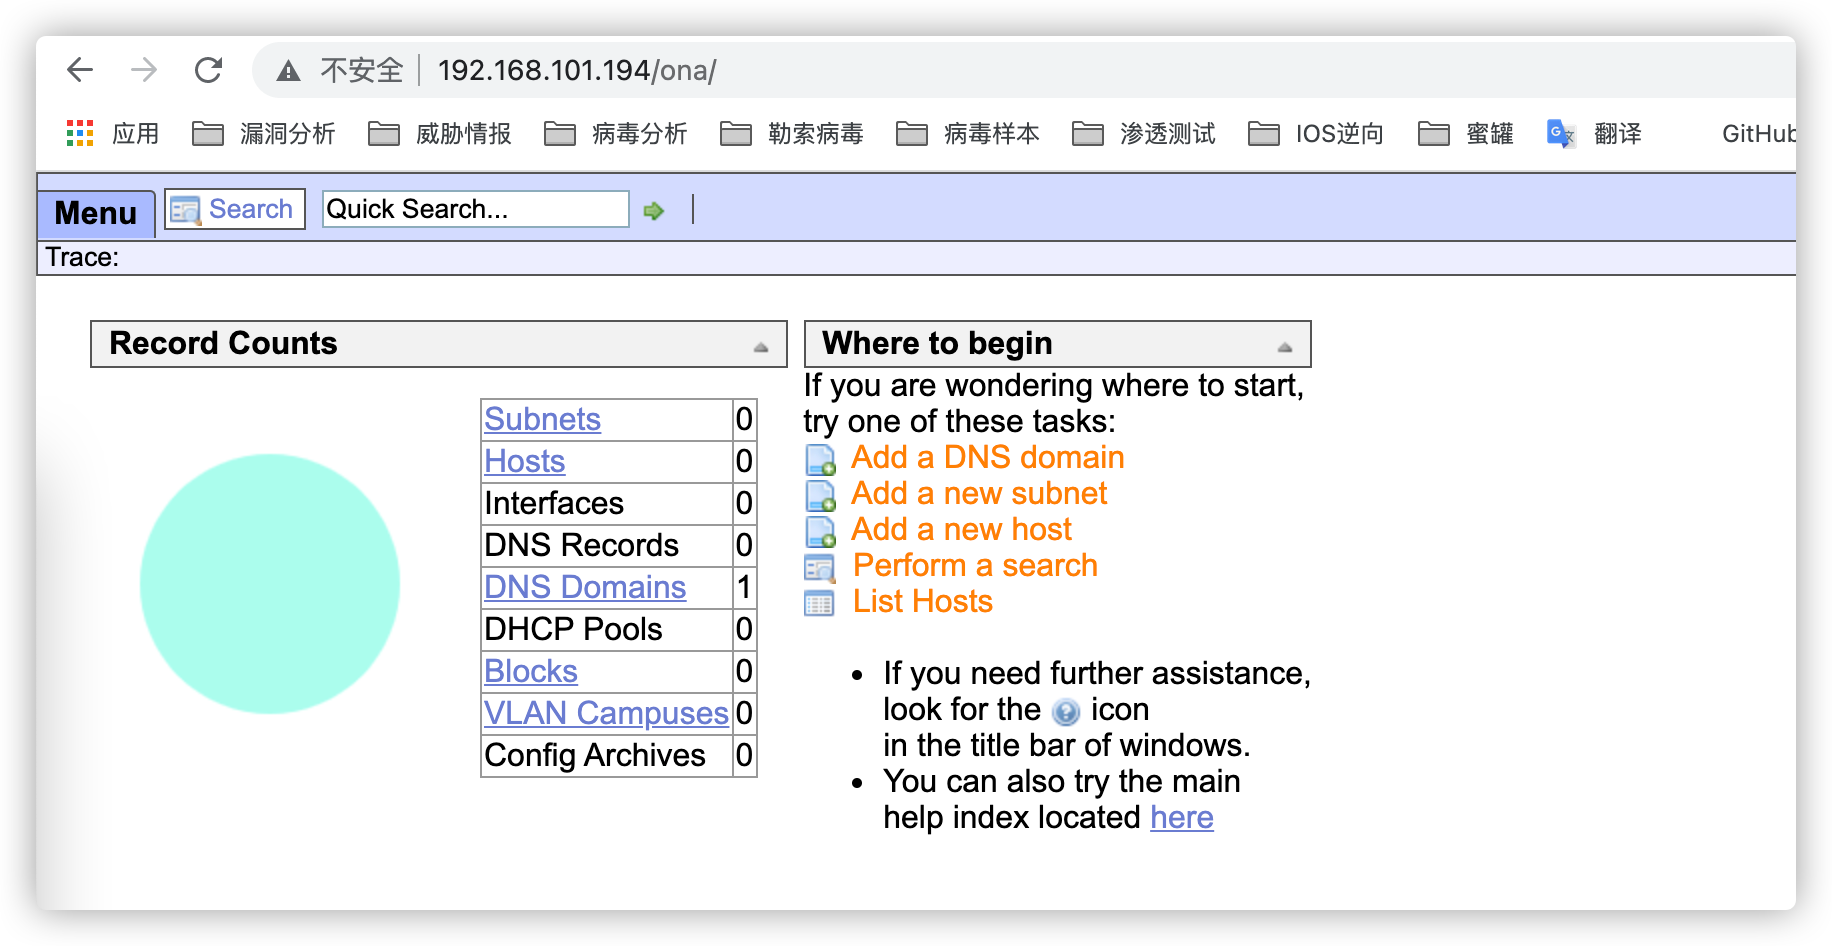 不安全 192.168.101.194/ona/
应用 漏洞分析 威胁情报 病毒分析 勒索病毒 病毒样本 渗透测试 IOS逆向 蜜罐 翻译 GitHub
Menu Search Quick Search...
Trace:
Record Counts
Subnets 0
Hosts 0
Interfaces 0
DNS Records 0
DNS Domains 1
DHCP Pools 0
Blocks 0
VLAN Campuses 0
Config Archives 0
Where to begin
If you are wondering where to start,
try one of these tasks:
Add a DNS domain
Add a new subnet
Add a new host
Perform a search
List Hosts
If you need further assistance,
look for the ? icon
in the title bar of windows.
You can also try the main
help index located here